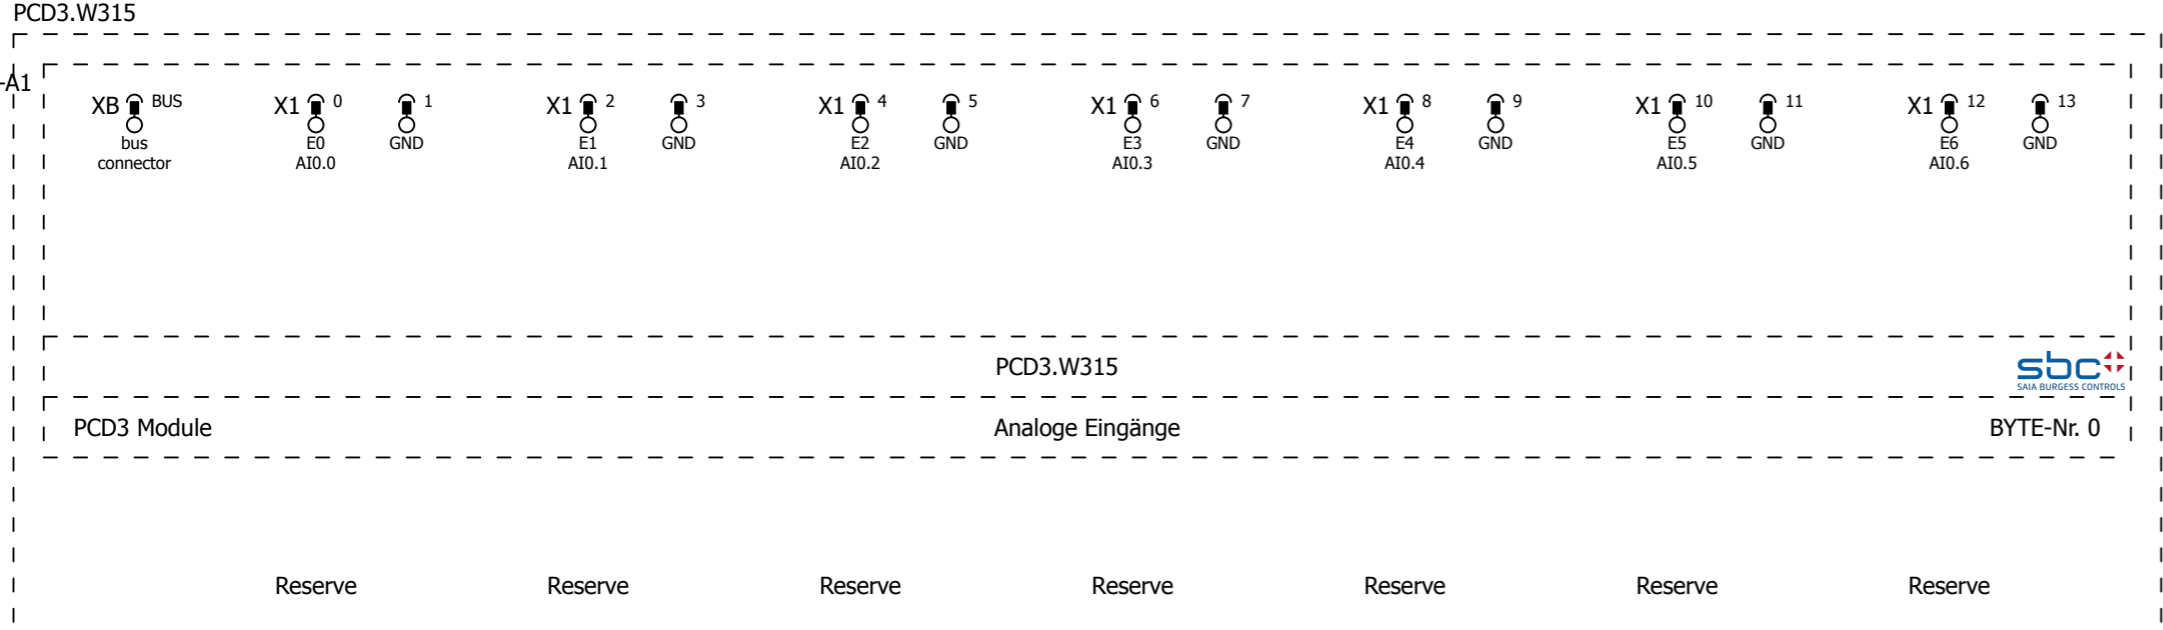 PCD3.W315
-A1
XB BUS X1 0 1 X1 2 3 X1 4 5 X1 6 7 X1 8 9 X1 10 11 X1 12 13
bus E0 GND E1 GND E2 GND E3 GND E4 GND E5 GND E6 GND
connector AI0.0 AI0.1 AI0.2 AI0.3 AI0.4 AI0.5 AI0.6
PCD3.W315
sbc
SAIA BURGESS CONTROLS
PCD3 Module Analoge Eingänge BYTE-Nr. 0
Reserve Reserve Reserve Reserve Reserve Reserve Reserve